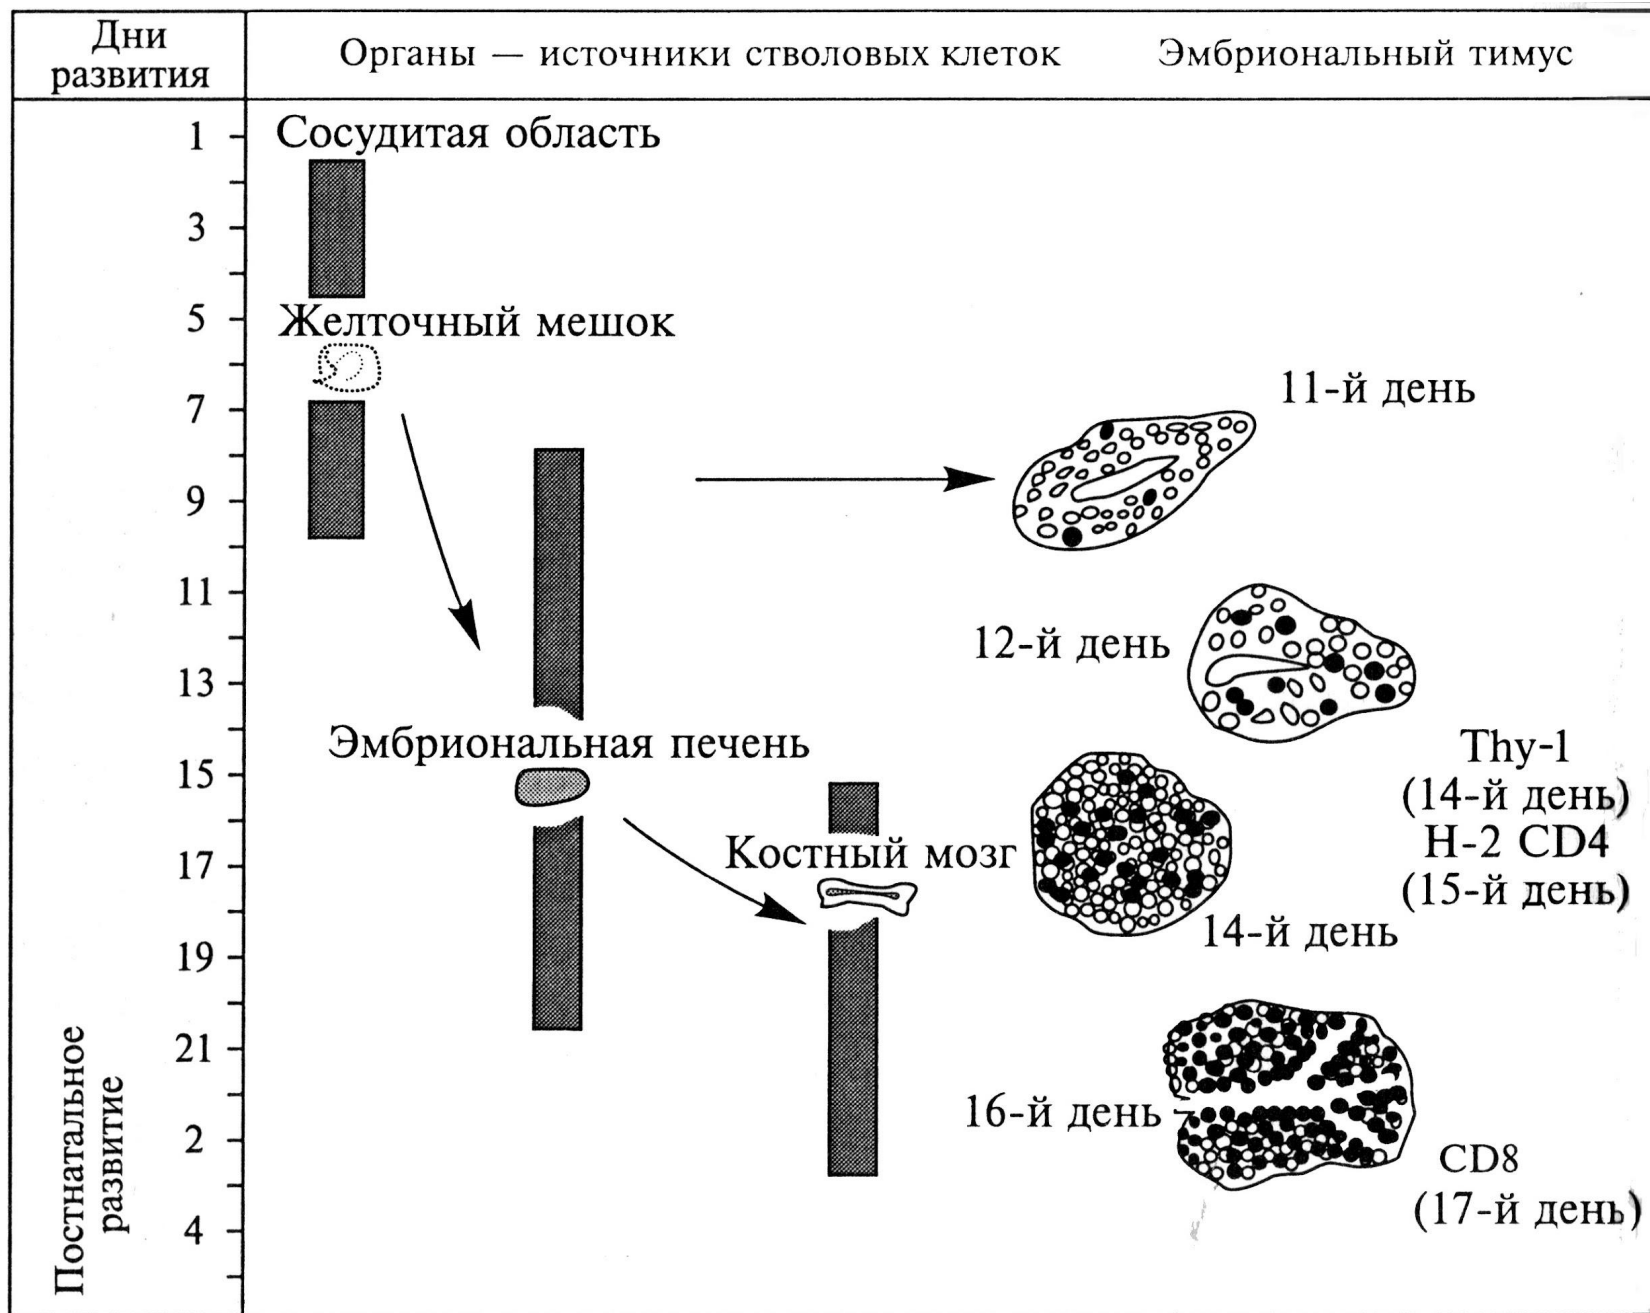 Дни
развития
Органы — источники стволовых клеток
Эмбриональный тимус
1
Сосудитая область
3
5
Желточный мешок
7
11-й день
9
11
12-й день
13
Эмбриональная печень
Thy-1
15
(14-й день)
Костный мозг
H-2 CD4
17
(15-й день)
14-й день
19
21
16-й день
2
CD8
(17-й день)
4
Постнатальное
развитие